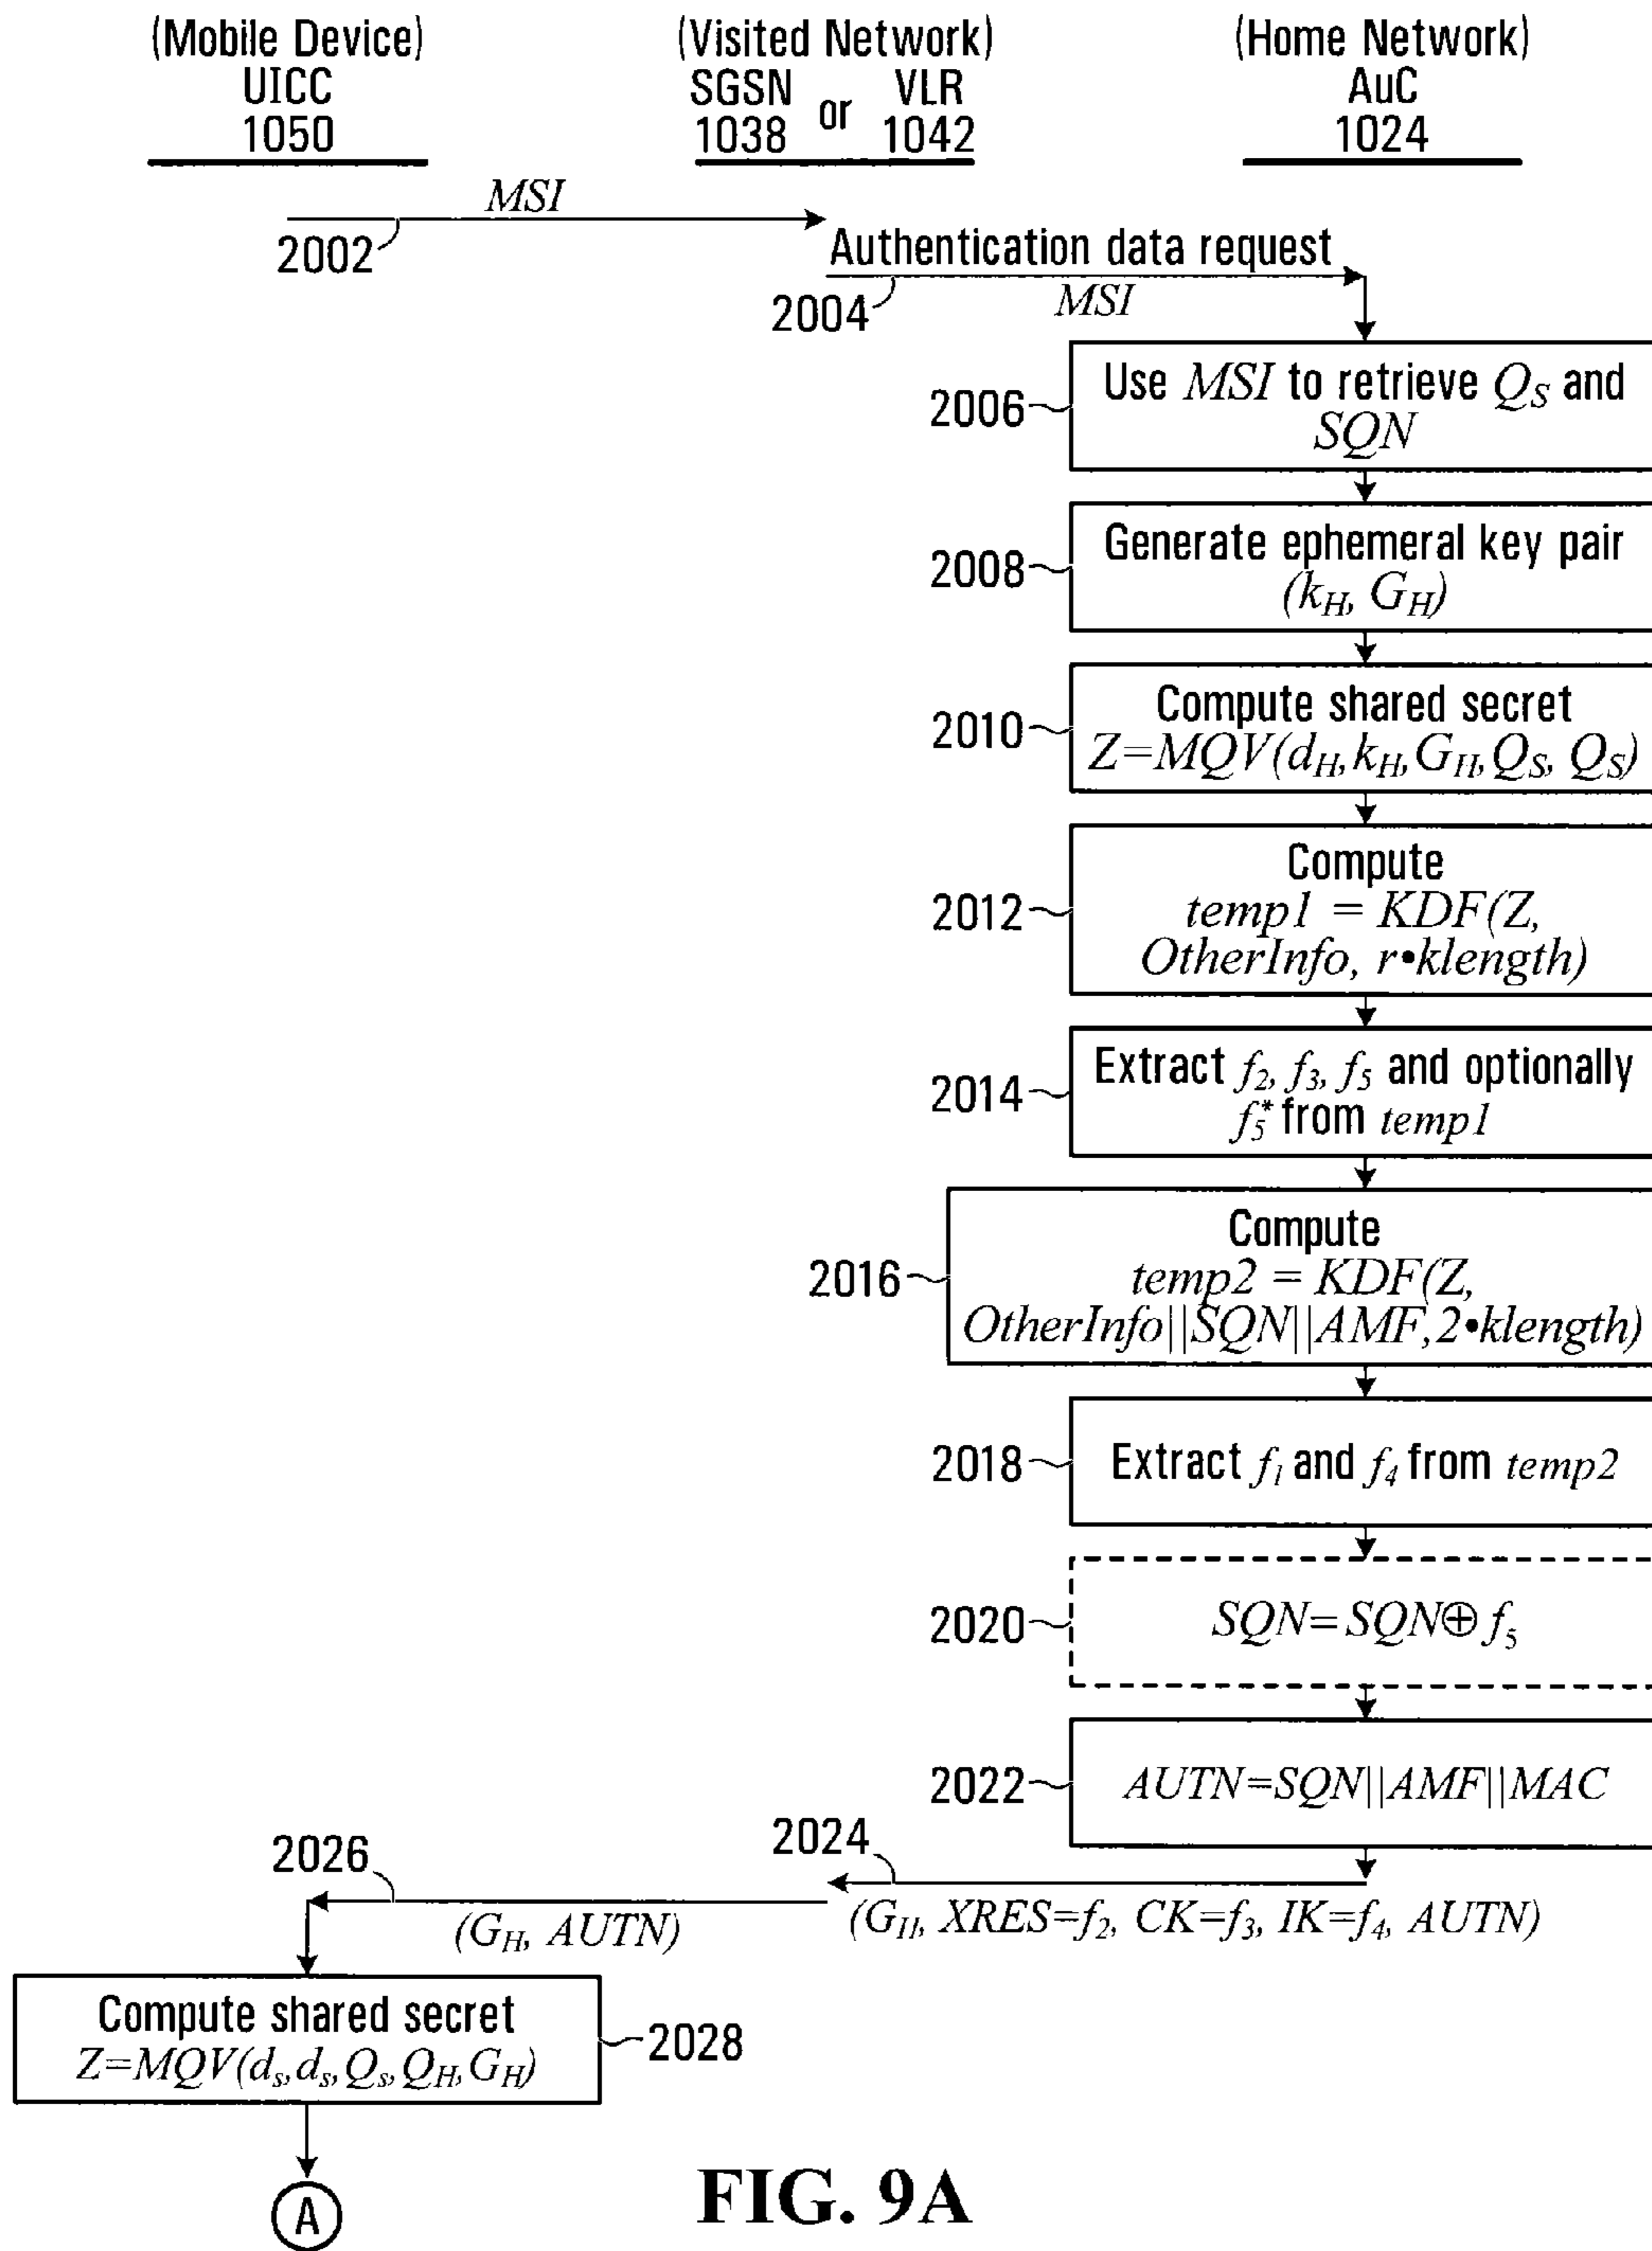 (Mobile Device) (Visited Network) (Home Network)
UICC SGSN or VLR AuC
1050 1038 1042 1024
MSI
2002
Authentication data request
2004 MSI
2006 Use MSI to retrieve Q_S and
SQN
2008 Generate ephemeral key pair
(k_H, G_H)
2010 Compute shared secret
Z=MQV(d_H, k_H, G_H, Q_S, Q_S)
2012 Compute
temp1 = KDF(Z,
OtherInfo, r•klength)
2014 Extract f_2, f_3, f_5 and optionally
f_5* from temp1
2016 Compute
temp2 = KDF(Z,
OtherInfo||SQN||AMF, 2•klength)
2018 Extract f_1 and f_4 from temp2
2020 SQN=SQN⊕f_5
2022 AUTN=SQN||AMF||MAC
2024
2026
(G_H, AUTN) (G_H, XRES=f_2, CK=f_3, IK=f_4, AUTN)
Compute shared secret
Z=MQV(d_s, d_s, Q_s, Q_H, G_H) 2028
A
FIG. 9A